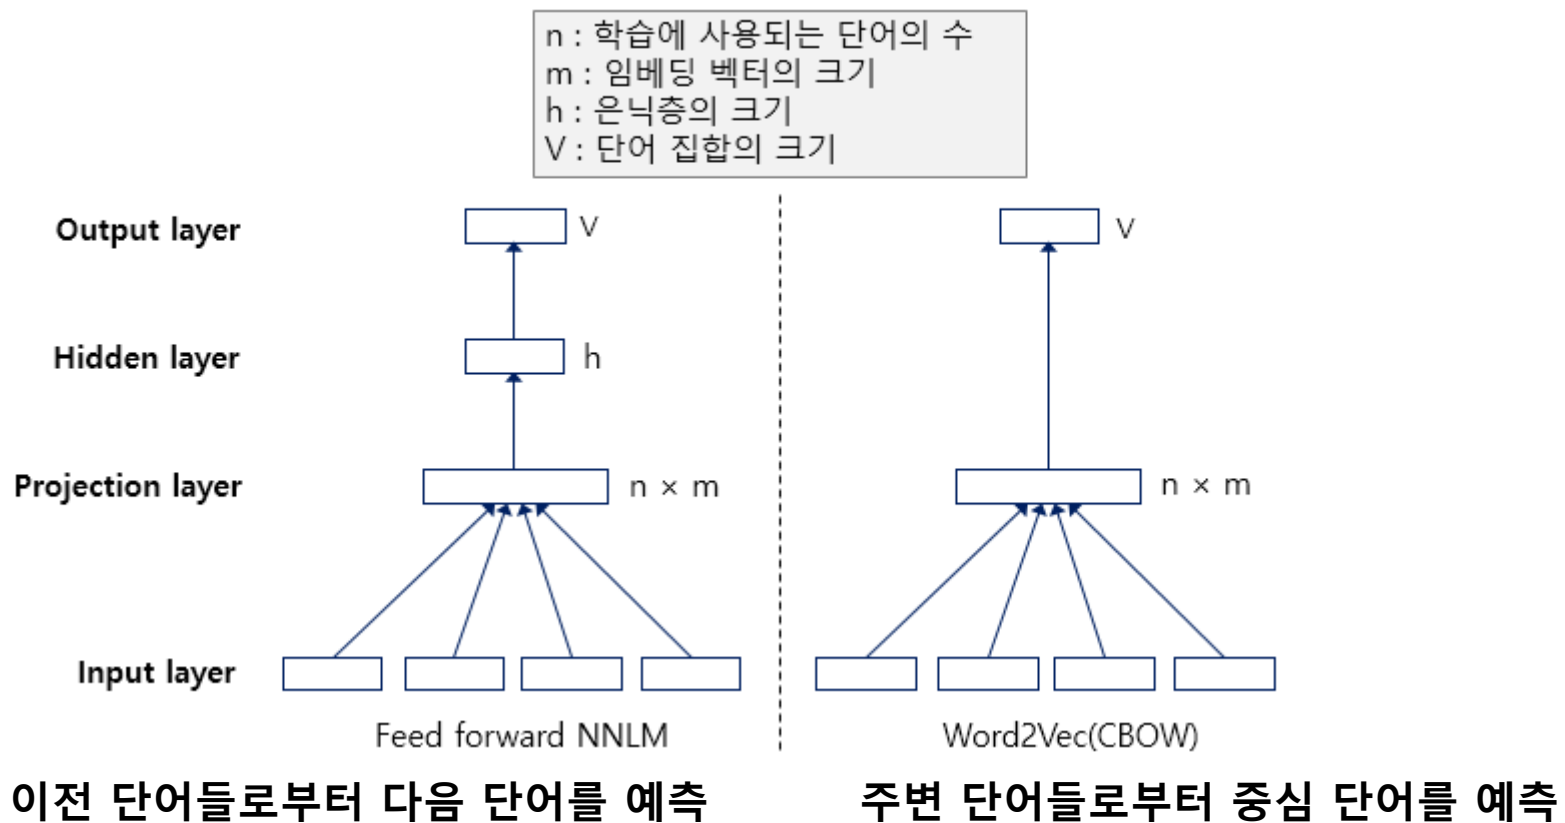 n : 학습에 사용되는 단어의 수
m : 임베딩 벡터의 크기
h : 은닉층의 크기
V : 단어 집합의 크기
Output layer
V
V
Hidden layer
h
Projection layer
n × m
n × m
Input layer
Feed forward NNLM
Word2Vec(CBOW)
이전 단어들로부터 다음 단어를 예측
주변 단어들로부터 중심 단어를 예측